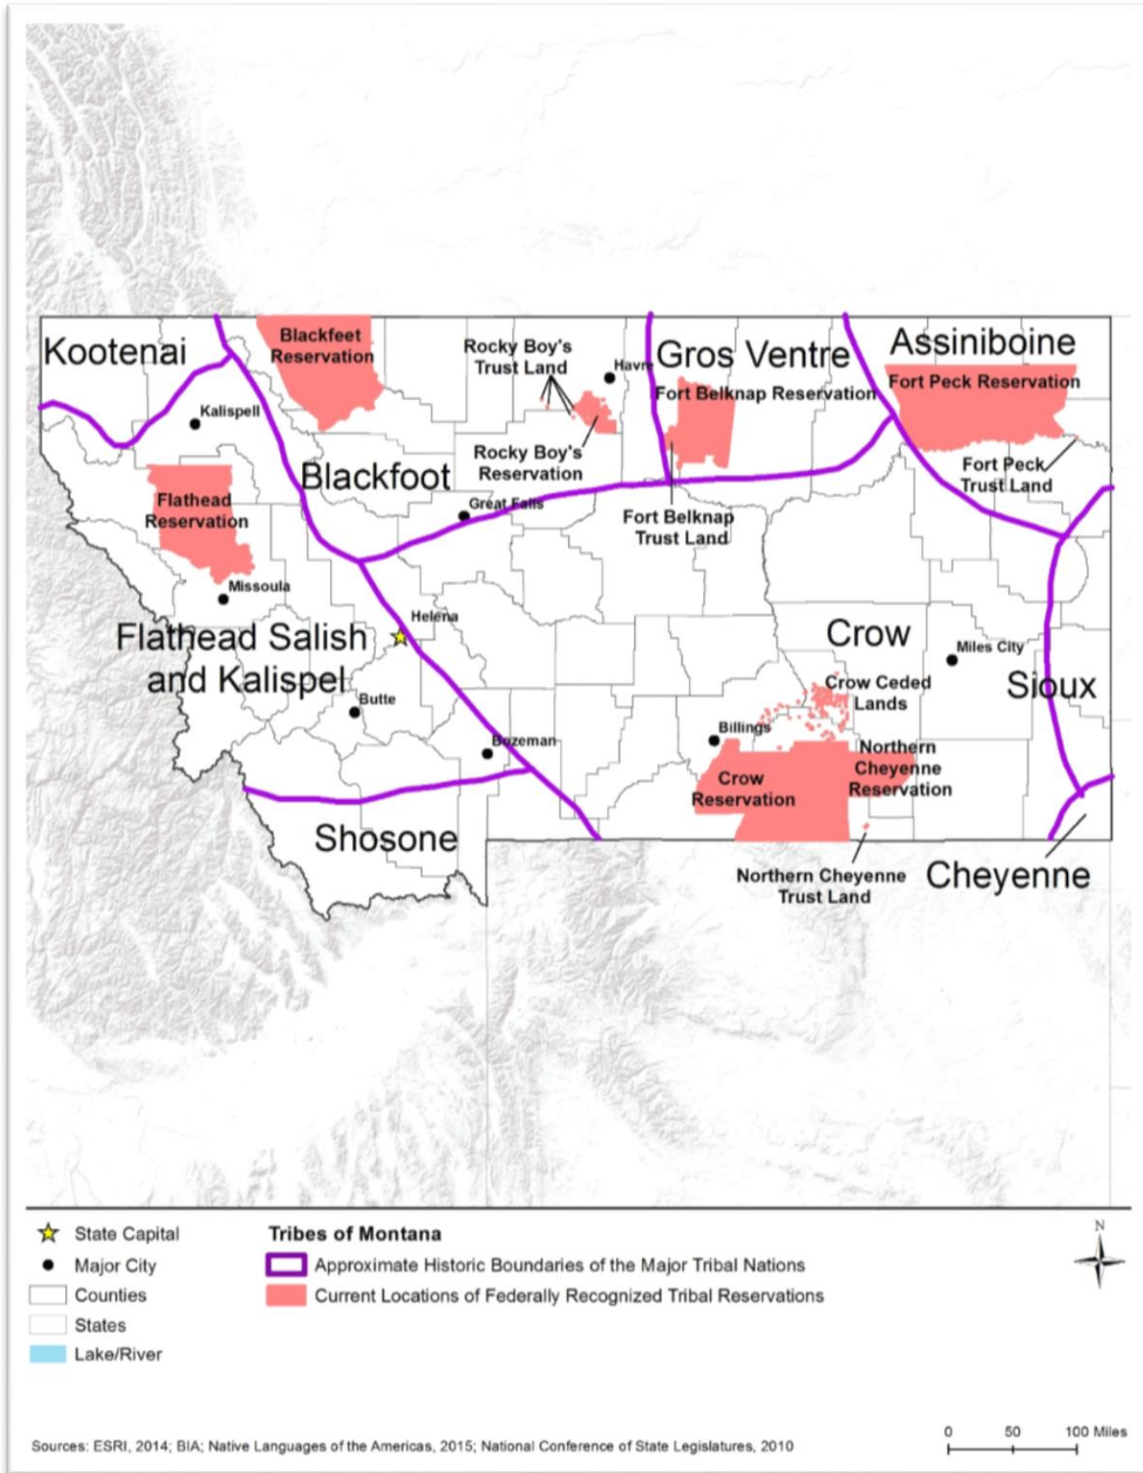 Kootenai
Blackfeet
Reservation
Rocky Boy's
Trust Land
Havre
Gros Ventre
Assiniboine
Fort Belknap Reservation
Fort Peck Reservation
Kalispell
Rocky Boy's
Reservation
Blackfoot
Fort Peck
Trust Land
Flathead
Reservation
Great Falls
Fort Belknap
Trust Land
Missoula
Helena
Flathead Salish
and Kalispel
Crow
Miles City
Sioux
Crow Ceded
Lands
Butte
Billings
Bozeman
Northern
Cheyenne
Reservation
Crow
Reservation
Shosone
Northern Cheyenne
Trust Land
Cheyenne
State Capital
Major City
Counties
States
Lake/River
Tribes of Montana
Approximate Historic Boundaries of the Major Tribal Nations
Current Locations of Federally Recognized Tribal Reservations
N
Sources: ESRI, 2014; BIA; Native Languages of the Americas, 2015; National Conference of State Legislatures, 2010
0 50 100 Miles